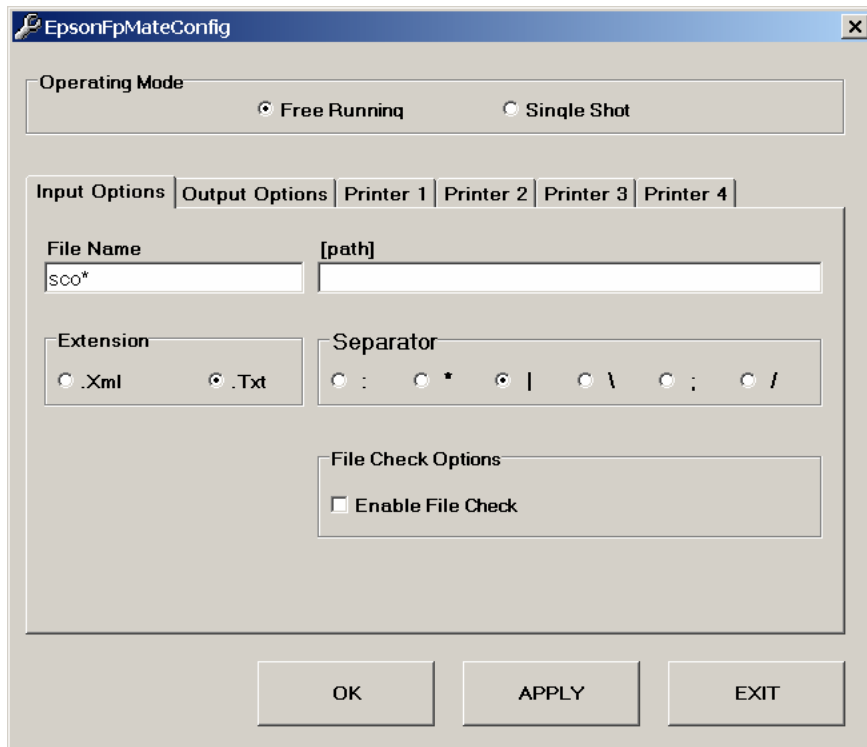 EpsonFpMateConfig
Operating Mode
Free Running
Single Shot
Input Options
Output Options
Printer 1
Printer 2
Printer 3
Printer 4
File Name
[path]
sco*
Extension
.Xml
.Txt
Separator
:
*
|
\
;
/
File Check Options
Enable File Check
OK
APPLY
EXIT